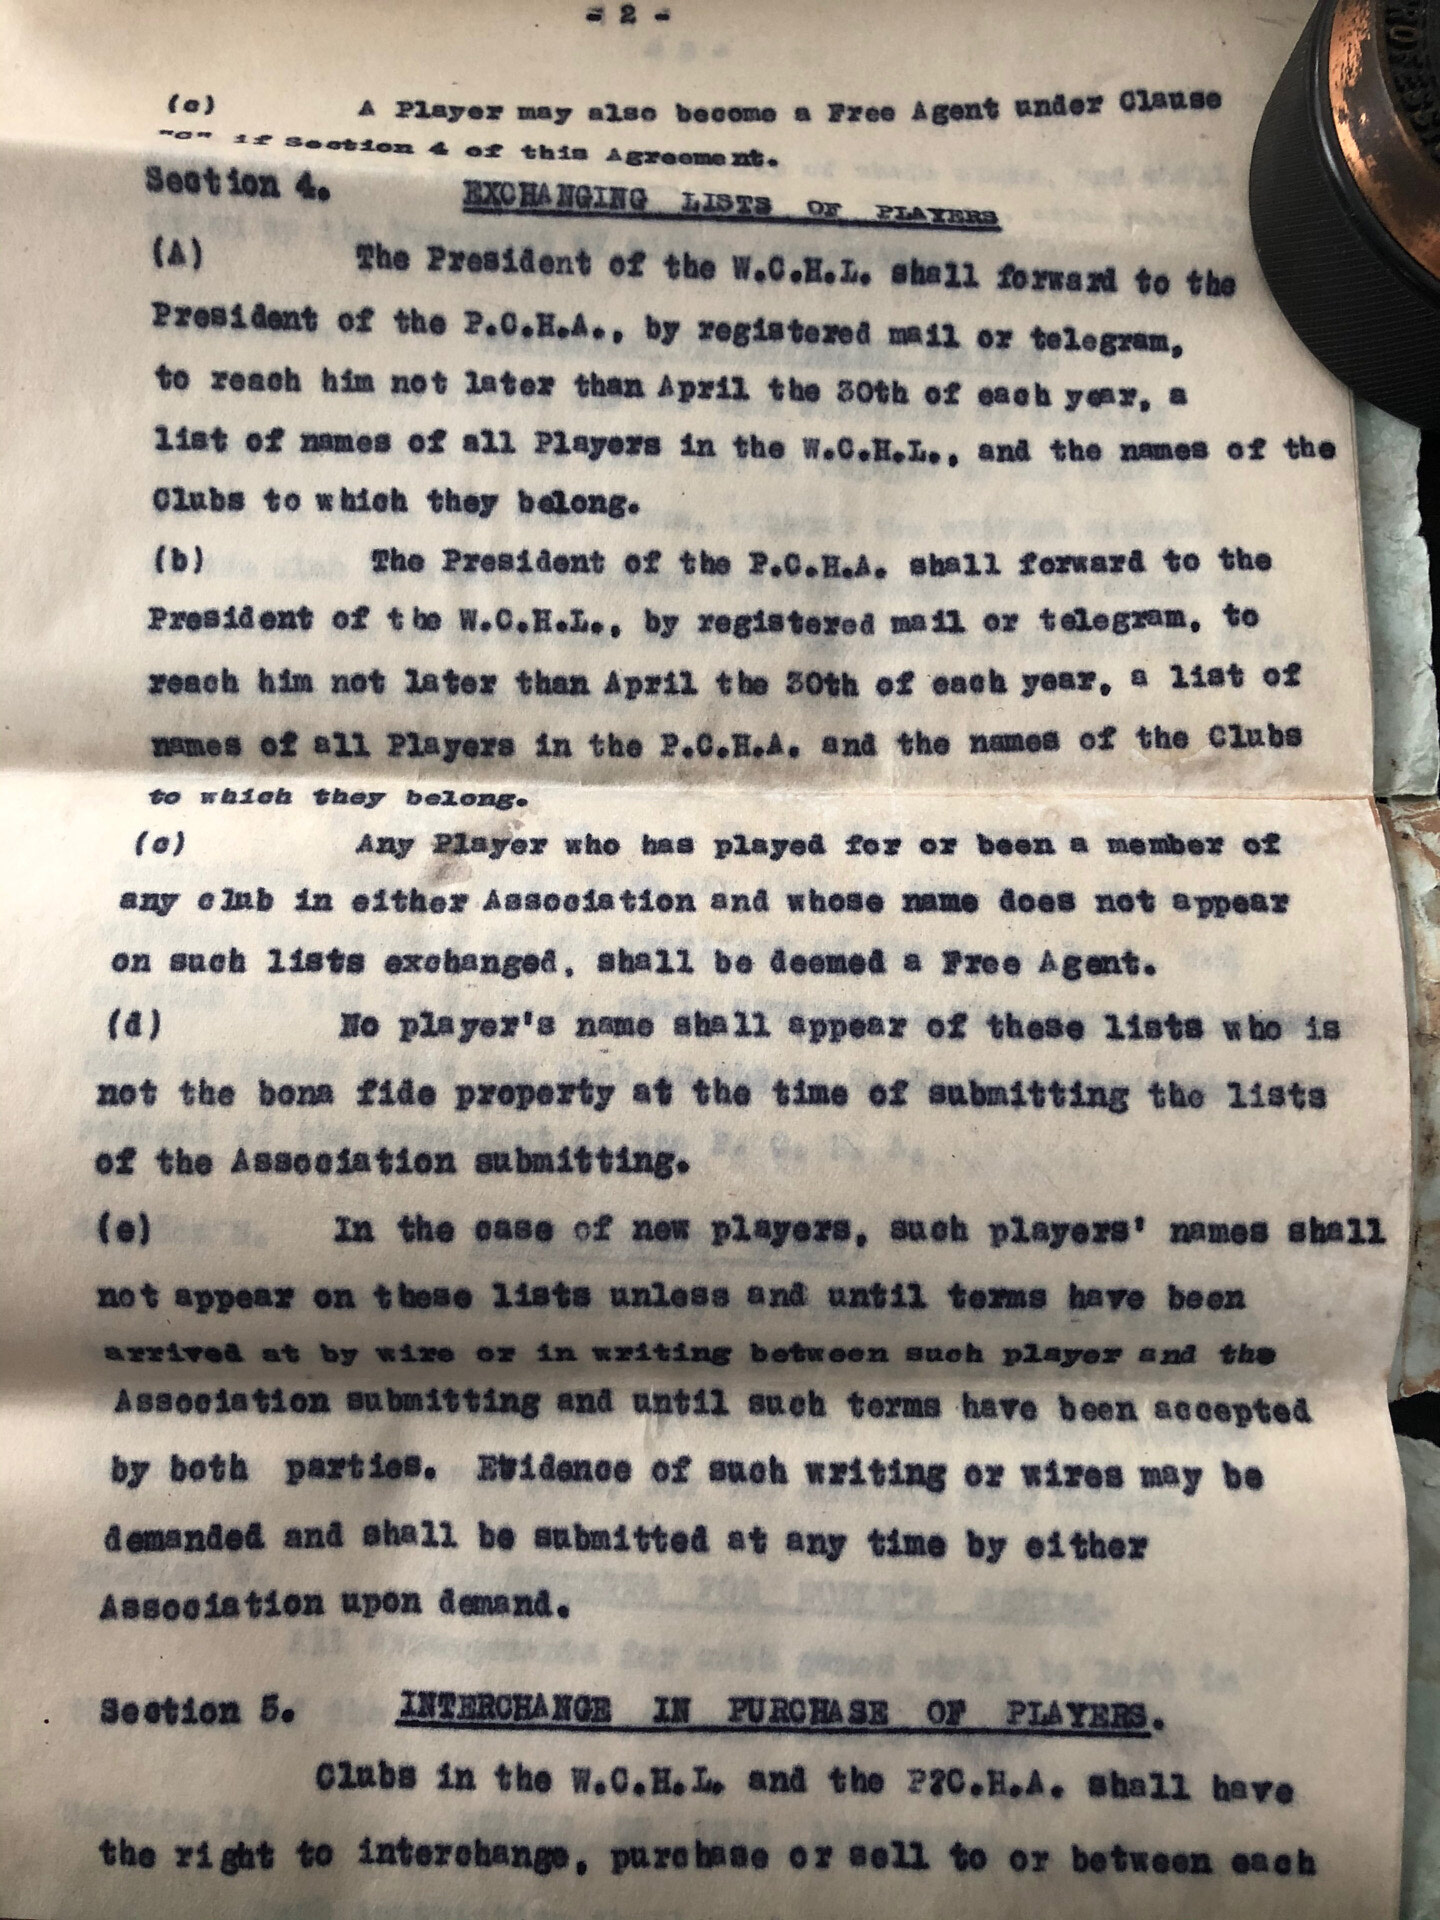 - 2 -
(c) A Player may also become a Free Agent under Clause
"C" if Section 4 of this Agreement.
Section 4. EXCHANGING LISTS OF PLAYERS
(A) The President of the W.C.H.L. shall forward to the
President of the P.C.H.A., by registered mail or telegram,
to reach him not later than April the 30th of each year, a
list of names of all Players in the W.C.H.L., and the names of the
Clubs to which they belong.
(b) The President of the P.C.H.A. shall forward to the
President of the W.C.H.L., by registered mail or telegram, to
reach him not later than April the 30th of each year, a list of
names of all Players in the P.C.H.A. and the names of the Clubs
to which they belong.
(c) Any Player who has played for or been a member of
any club in either Association and whose name does not appear
on such lists exchanged, shall be deemed a Free Agent.
(d) No player's name shall appear of these lists who is
not the bona fide property at the time of submitting the lists
of the Association submitting.
(e) In the case of new players, such players' names shall
not appear on these lists unless and until terms have been
arrived at by wire or in writing between such player and the
Association submitting and until such terms have been accepted
by both parties. Evidence of such writing or wires may be
demanded and shall be submitted at any time by either
Association upon demand.
Section 5. INTERCHANGE IN PURCHASE OF PLAYERS.
Clubs in the W.C.H.L. and the P?C.H.A. shall have
the right to interchange, purchase or sell to or between each